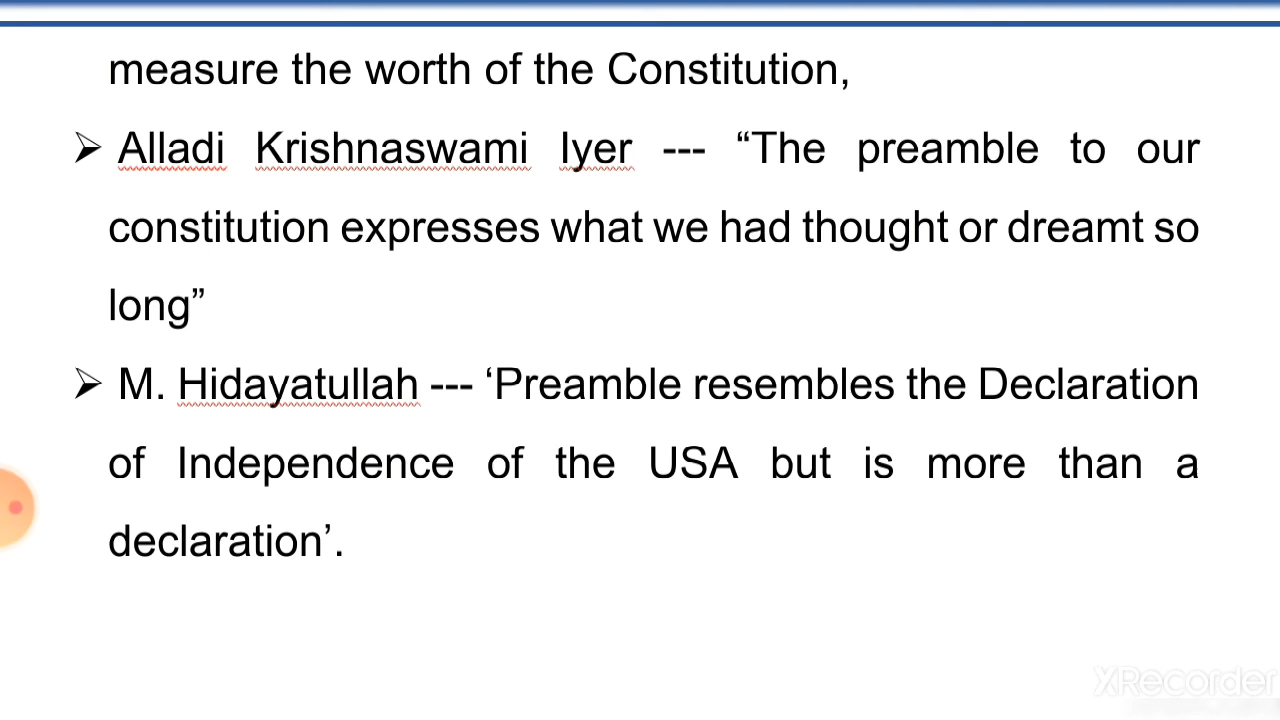 measure the worth of the Constitution,
➢ Alladi Krishnaswami Iyer --- “The preamble to our
constitution expresses what we had thought or dreamt so
long”
➢ M. Hidayatullah --- ‘Preamble resembles the Declaration
of Independence of the USA but is more than a
declaration’.
XRecorder